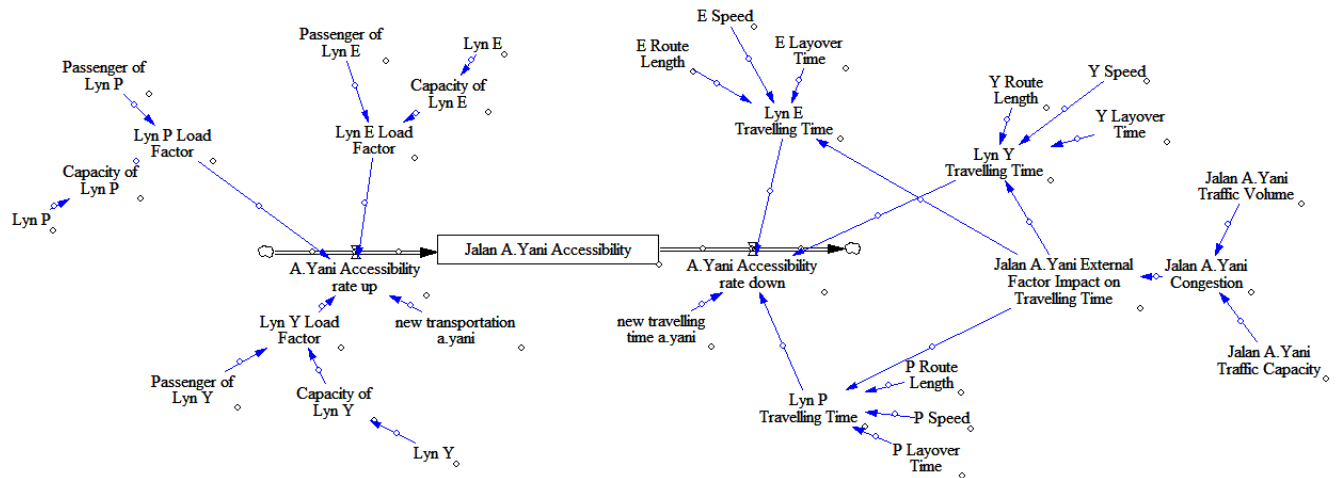 Passenger of
Lyn P
Passenger of
Lyn E
Lyn E
Capacity of
Lyn E
Lyn P Load
Factor
Lyn E Load
Factor
Capacity of
Lyn P
Lyn P
E Speed
E Route
Length
E Layover
Time
Lyn E
Travelling Time
Y Route
Length
Y Speed
Y Layover
Time
Lyn Y
Travelling Time
Jalan A.Yani
Traffic Volume
Jalan A.Yani Accessibility
A.Yani Accessibility
rate up
A.Yani Accessibility
rate down
Jalan A.Yani External
Factor Impact on
Travelling Time
Jalan A.Yani
Congestion
Lyn Y Load
Factor
new transportation
a.yani
new travelling
time a.yani
Jalan A.Yani
Traffic Capacity
Passenger of
Lyn Y
Capacity of
Lyn Y
Lyn Y
Lyn P
Travelling Time
P Route
Length
P Speed
P Layover
Time